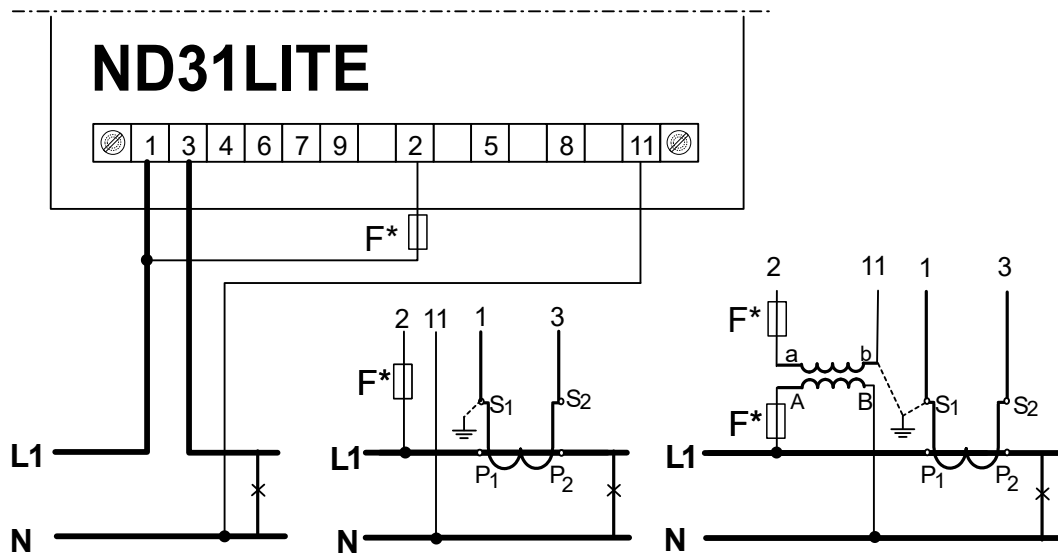 ND31LITE
1 3 4 6 7 9 2 5 8 11
F*
2 11 1 3
F*
S1 S2
L1
P1 P2
N
2 11 1 3
F*
a b
A B
F*
S1 S2
L1
P1 P2
N
L1
N